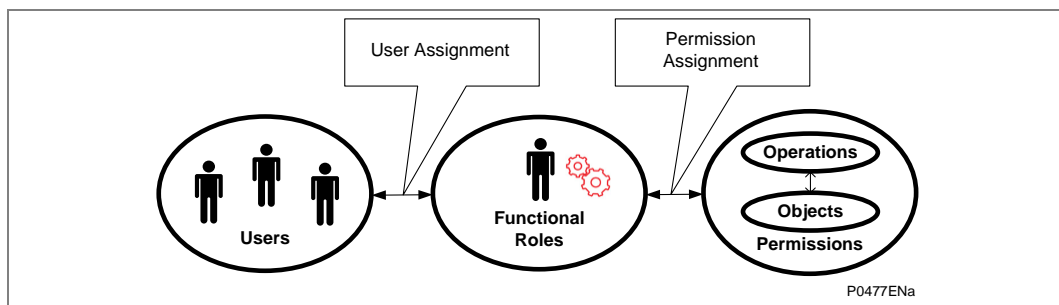 User Assignment
Permission
Assignment
Users
Functional
Roles
Operations
Objects
Permissions
P0477ENa